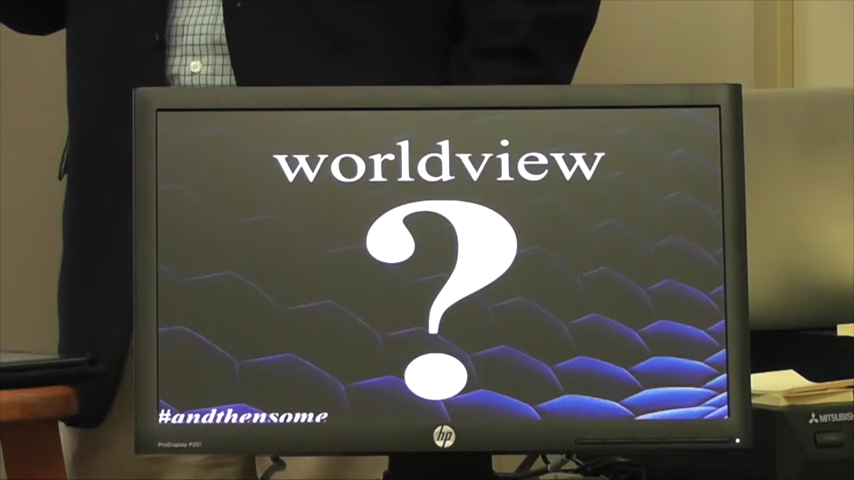 worldview
?
#andthensome
ProDisplay P201
hp
MITSUBISHI